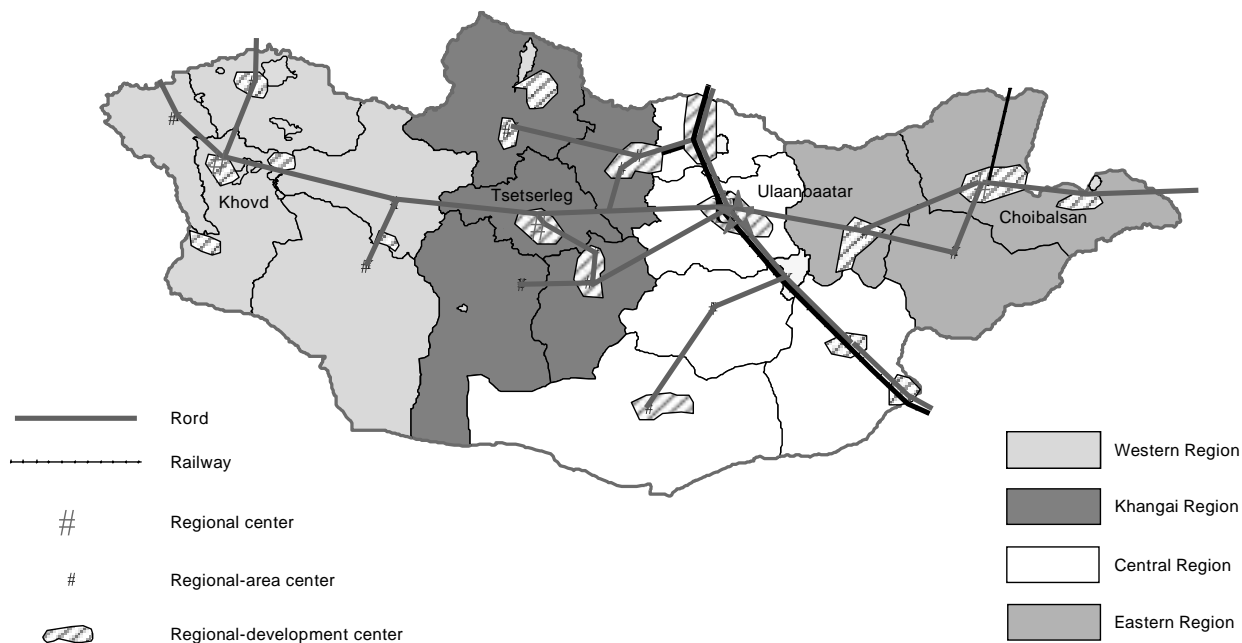 Khovd
Tsetserleg
Ulaanbaatar
Choibalsan
Rord
Railway
Regional center
Regional-area center
Regional-development center
Western Region
Khangai Region
Central Region
Eastern Region